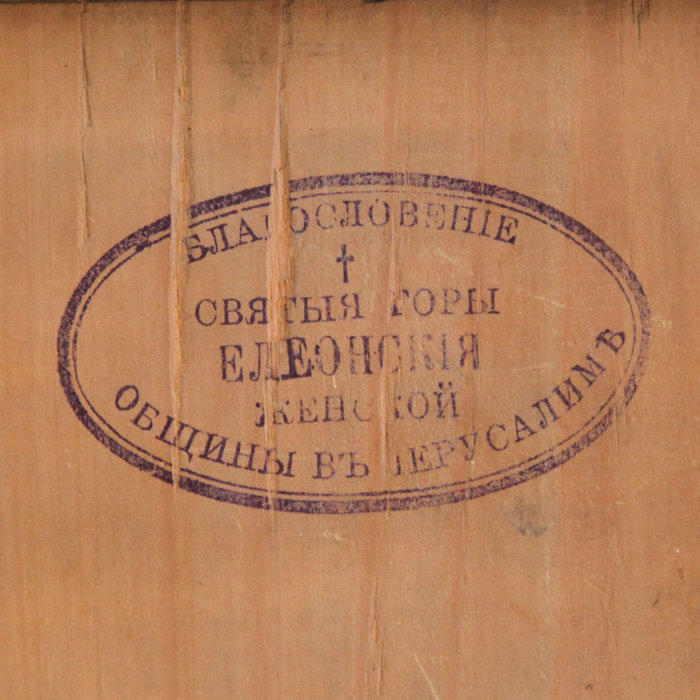 БЛАГОСЛОВЕНІЕ
СВЯТЫЯ ГОРЫ
ЕЛЕОНСКІЯ
ЖЕНСКОЙ
ОБЩИНЫ ВЪ ІЕРУСАЛИМѢ